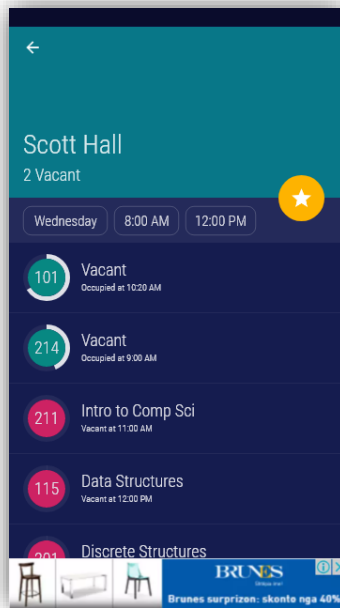 Scott Hall
2 Vacant
Wednesday 8:00 AM 12:00 PM
101 Vacant
Occupied at 10:20 AM
214 Vacant
Occupied at 9:00 AM
211 Intro to Comp Sci
Vacant at 11:00 AM
115 Data Structures
Vacant at 12:00 PM
201 Discrete Structures
BRUNES
Brunes surprizon: skonto nga 40%